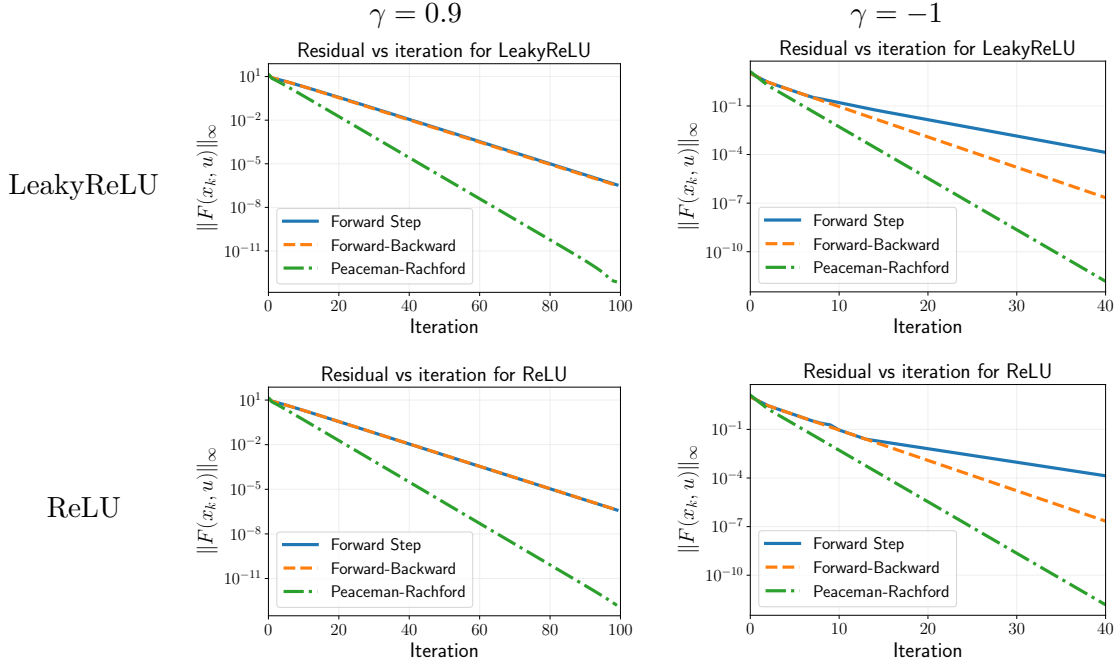 γ = 0.9
γ = −1
LeakyReLU
Residual vs iteration for LeakyReLU
||F(x_k, u)||_∞
10^1
10^{−2}
10^{−5}
10^{−8}
10^{−11}
Forward Step
Forward-Backward
Peaceman-Rachford
0 20 40 60 80 100
Iteration
Residual vs iteration for LeakyReLU
||F(x_k, u)||_∞
10^{−1}
10^{−4}
10^{−7}
10^{−10}
Forward Step
Forward-Backward
Peaceman-Rachford
0 10 20 30 40
Iteration
ReLU
Residual vs iteration for ReLU
||F(x_k, u)||_∞
10^1
10^{−2}
10^{−5}
10^{−8}
10^{−11}
Forward Step
Forward-Backward
Peaceman-Rachford
0 20 40 60 80 100
Iteration
Residual vs iteration for ReLU
||F(x_k, u)||_∞
10^{−1}
10^{−4}
10^{−7}
10^{−10}
Forward Step
Forward-Backward
Peaceman-Rachford
0 10 20 30 40
Iteration